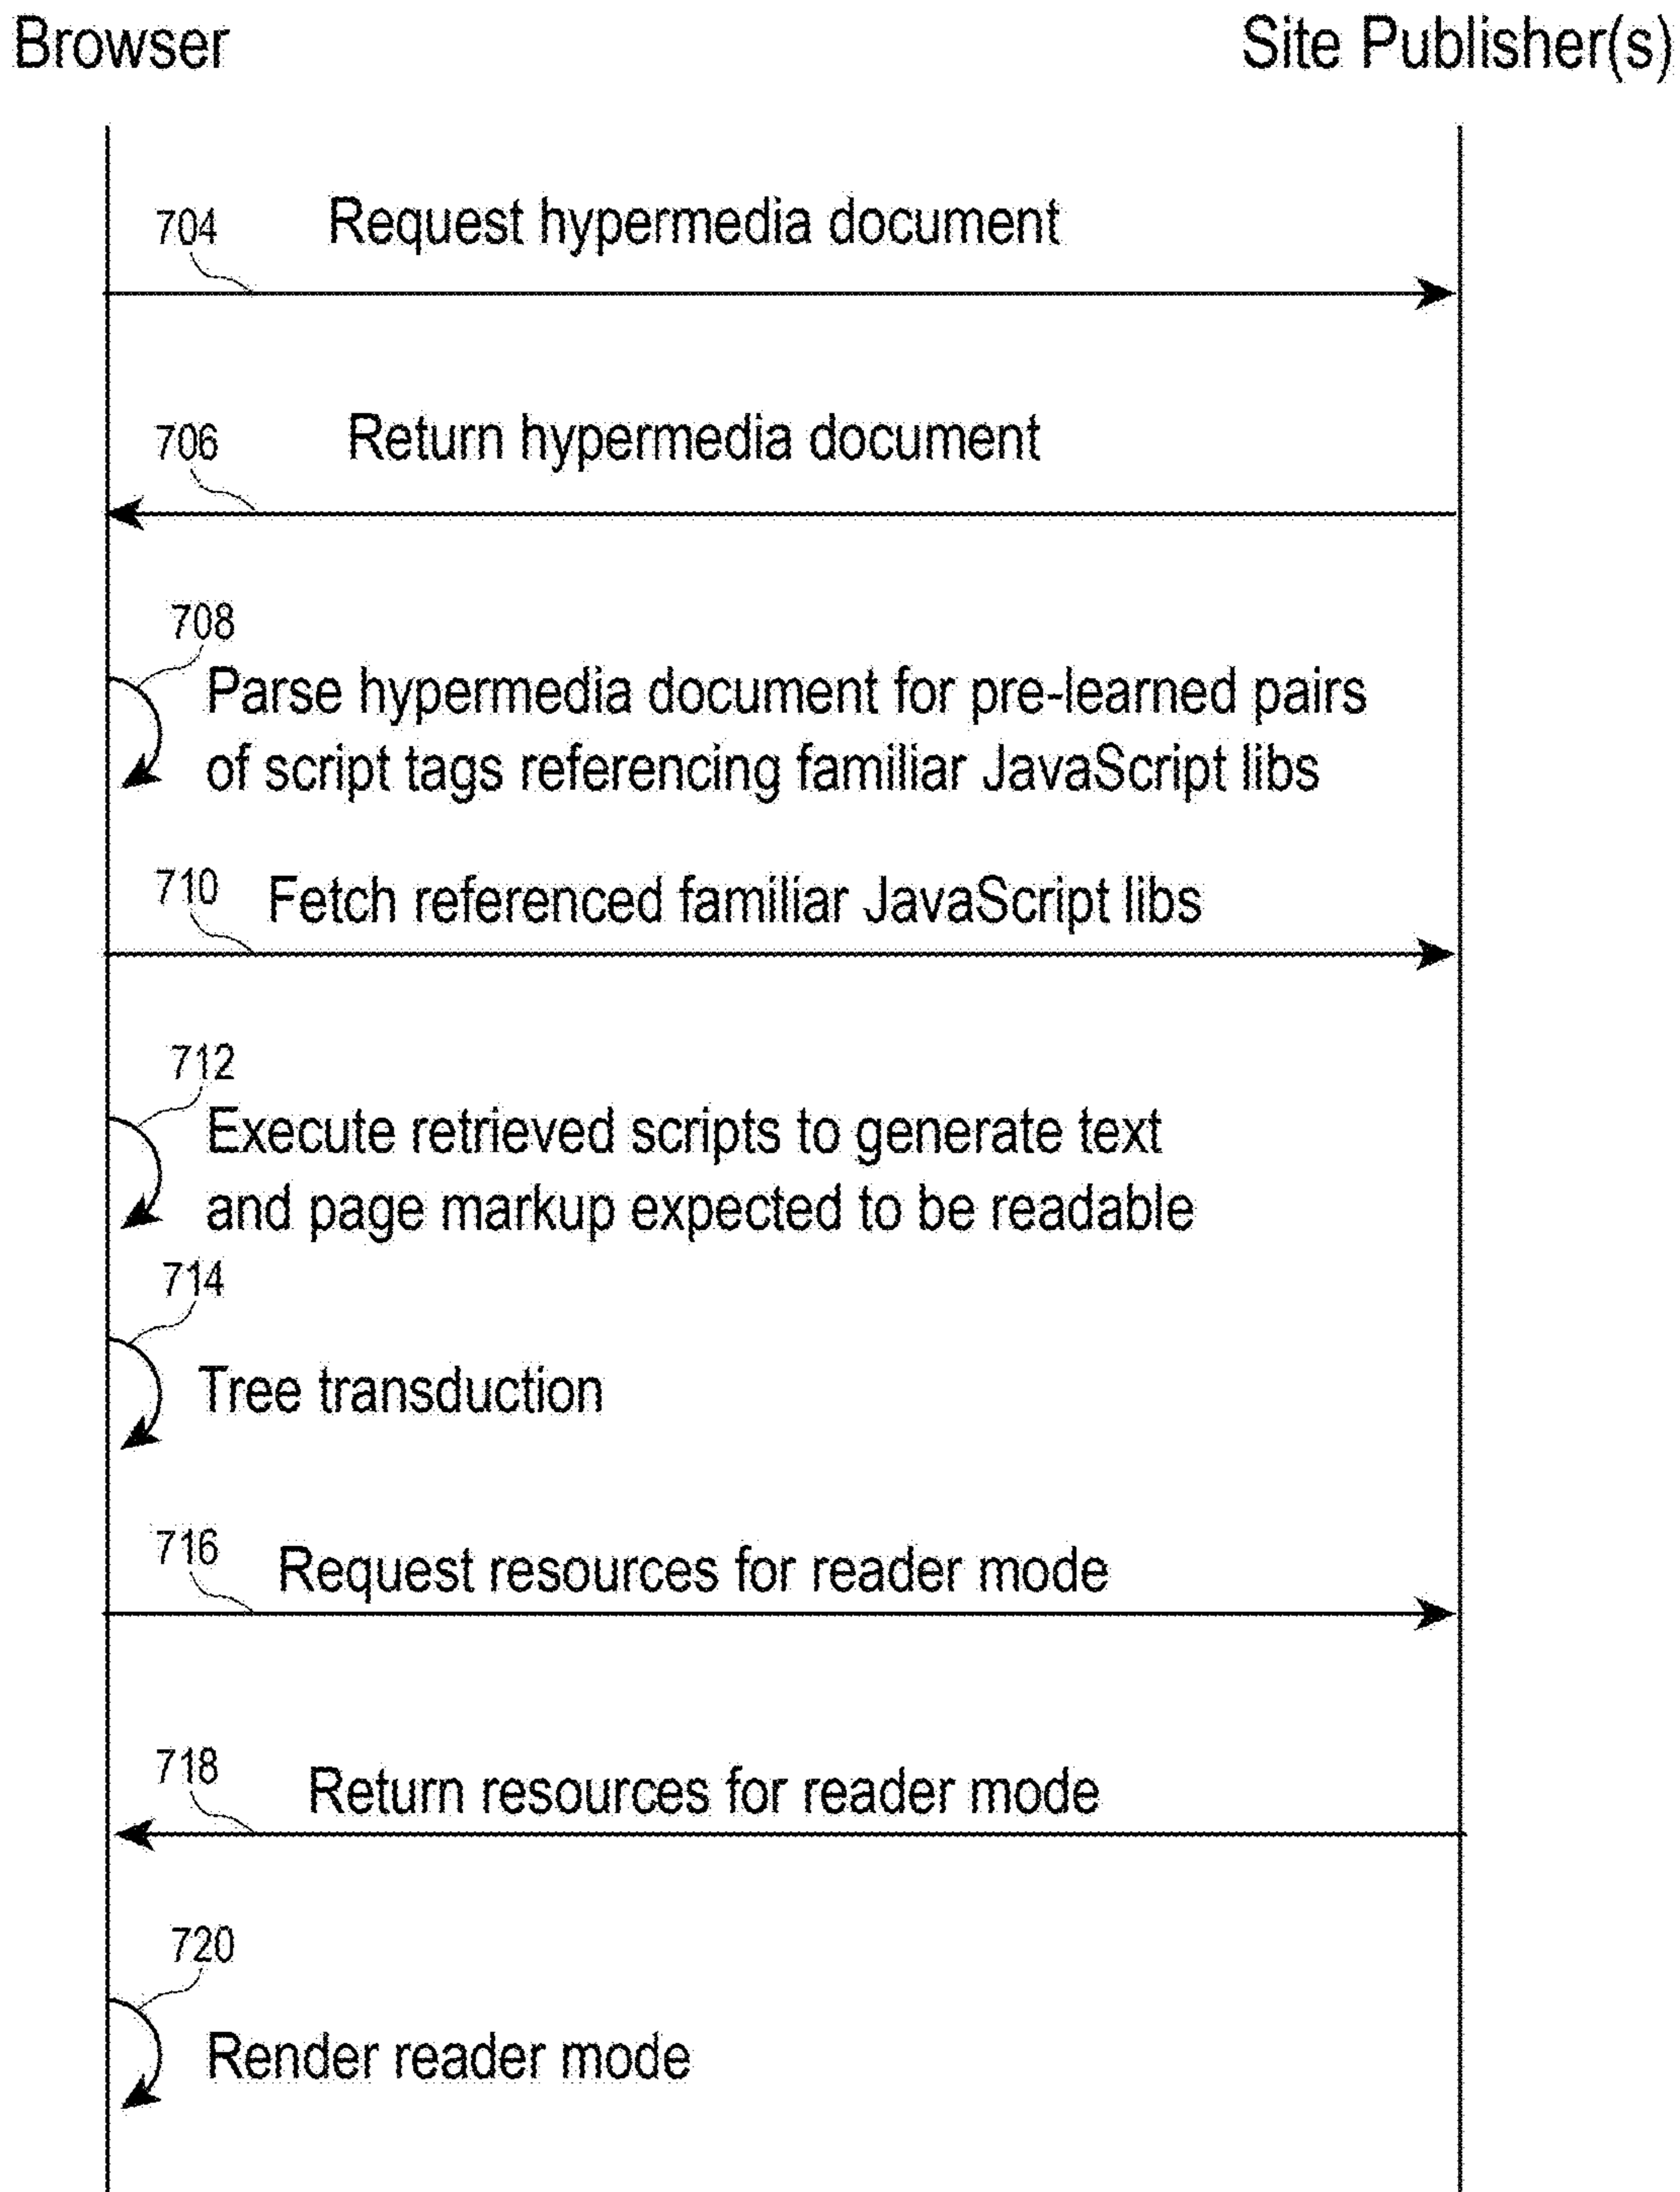 Browser
Site Publisher(s)
704
Request hypermedia document
706
Return hypermedia document
708
Parse hypermedia document for pre-learned pairs
of script tags referencing familiar JavaScript libs
710
Fetch referenced familiar JavaScript libs
712
Execute retrieved scripts to generate text
and page markup expected to be readable
714
Tree transduction
716
Request resources for reader mode
718
Return resources for reader mode
720
Render reader mode